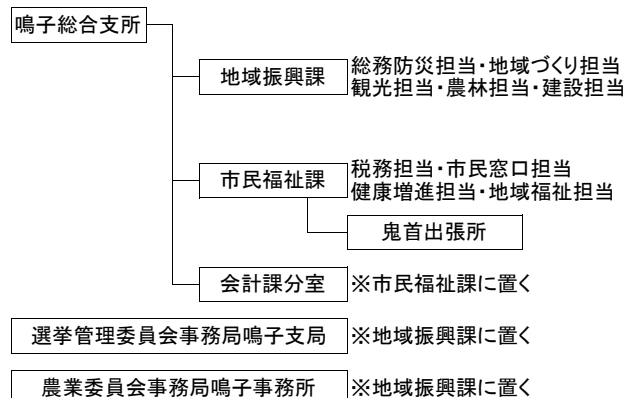 鳴子総合支所
地域振興課
総務防災担当・地域づくり担当
観光担当・農林担当・建設担当
市民福祉課
税務担当・市民窓口担当
健康増進担当・地域福祉担当
鬼首出張所
会計課分室
※市民福祉課に置く
選挙管理委員会事務局鳴子支局
※地域振興課に置く
農業委員会事務局鳴子事務所
※地域振興課に置く